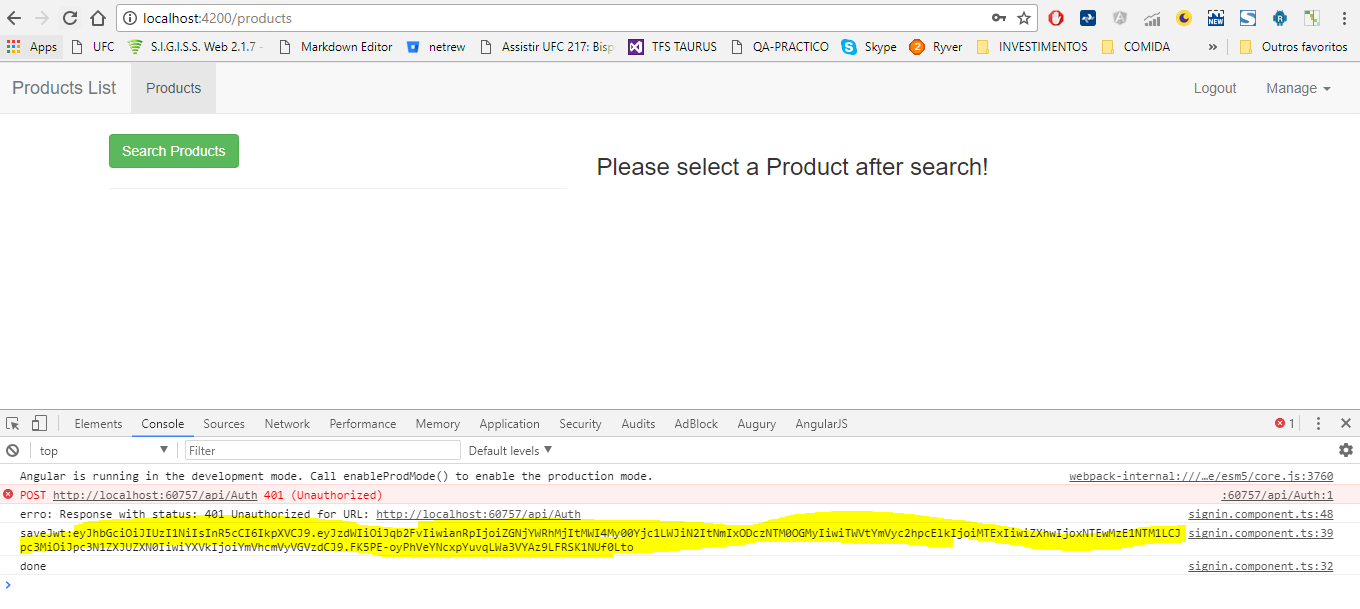 localhost:4200/products
Apps UFC S.I.G.I.S.S. Web 2.1.7 - Markdown Editor netrew Assistir UFC 217: Bisp TFS TAURUS QA-PRACTICO Skype Ryver INVESTIMENTOS COMIDA » Outros favoritos
Products List Products Logout Manage
Search Products
Please select a Product after search!
Elements Console Sources Network Performance Memory Application Security Audits AdBlock Augury AngularJS 1
top Filter Default levels
Angular is running in the development mode. Call enableProdMode() to enable the production mode. webpack-internal:///…e/esm5/core.js:3760
POST http://localhost:60757/api/Auth 401 (Unauthorized) :60757/api/Auth:1
erro: Response with status: 401 Unauthorized for URL: http://localhost:60757/api/Auth signin.component.ts:48
saveJwt:eyJhbGciOiJIUzI1NiIsInR5cCI6IkpXVCJ9.eyJzdWIiOiJqb2FvIiwianRpIjoiZGNjYWRhMjItMWI4My00Yjc1LWJiN2ItNmIxODczNTM0OGMyIiwiTWVtYmVyc2hpcElkIjoiMTExIiwiZXhwIjoxNTEwMzE1NTM1LCJ signin.component.ts:39
pc3MiOiJpc3N1ZXJUZXN0IiwiYXVkIjoiYmVhcmVyVGVzdCJ9.FK5PE-oyPhVeYNcxpYuvqLWa3VYAz9LFRSK1NUf0Lto
done signin.component.ts:32